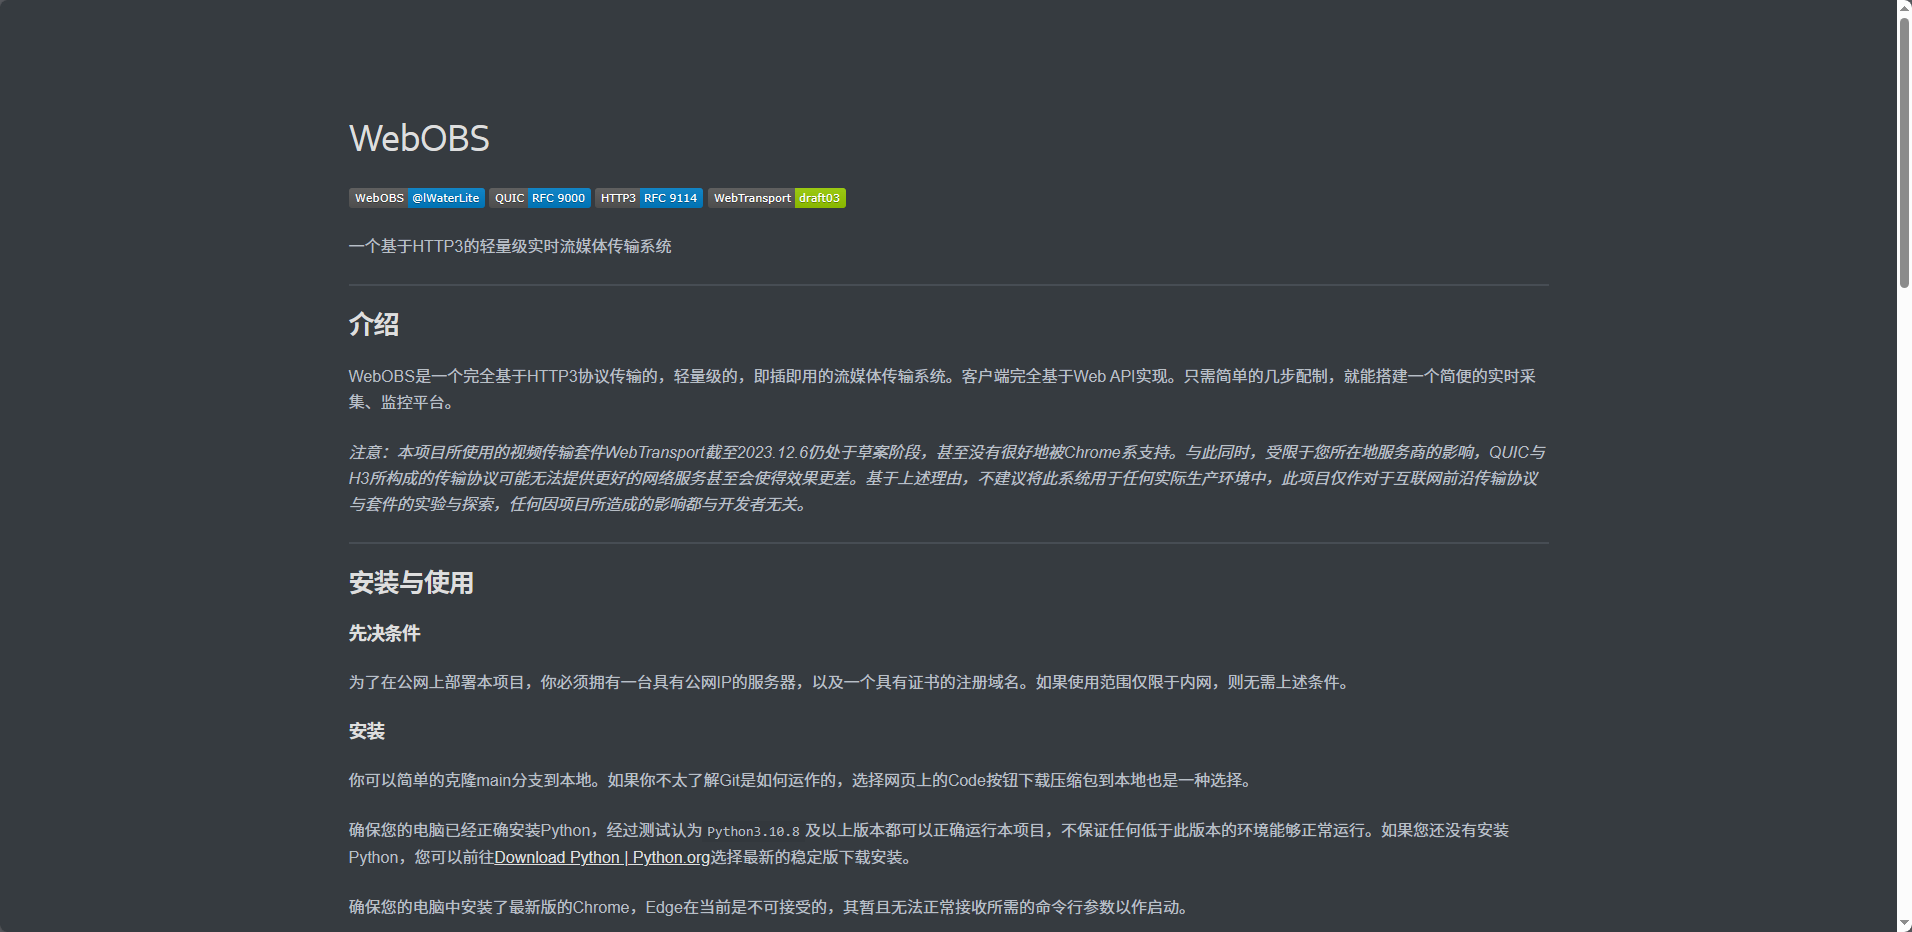 WebOBS
WebOBS @lWaterLite QUIC RFC 9000 HTTP3 RFC 9114 WebTransport draft03
一个基于HTTP3的轻量级实时流媒体传输系统
介绍
WebOBS是一个完全基于HTTP3协议传输的，轻量级的，即插即用的流媒体传输系统。客户端完全基于Web API实现。只需简单的几步配制，就能搭建一个简便的实时采
集、监控平台。
注意：本项目所使用的视频传输套件WebTransport截至2023.12.6仍处于草案阶段，甚至没有很好地被Chrome系支持。与此同时，受限于您所在地服务商的影响，QUIC与
H3所构成的传输协议可能无法提供更好的网络服务甚至会使得效果更差。基于上述理由，不建议将此系统用于任何实际生产环境中，此项目仅作对于互联网前沿传输协议
与套件的实验与探索，任何因项目所造成的影响都与开发者无关。
安装与使用
先决条件
为了在公网上部署本项目，你必须拥有一台具有公网IP的服务器，以及一个具有证书的注册域名。如果使用范围仅限于内网，则无需上述条件。
安装
你可以简单的克隆main分支到本地。如果你不太了解Git是如何运作的，选择网页上的Code按钮下载压缩包到本地也是一种选择。
确保您的电脑已经正确安装Python，经过测试认为 Python3.10.8 及以上版本都可以正确运行本项目，不保证任何低于此版本的环境能够正常运行。如果您还没有安装
Python，您可以前往Download Python | Python.org选择最新的稳定版下载安装。
确保您的电脑中安装了最新版的Chrome，Edge在当前是不可接受的，其暂且无法正常接收所需的命令行参数以作启动。